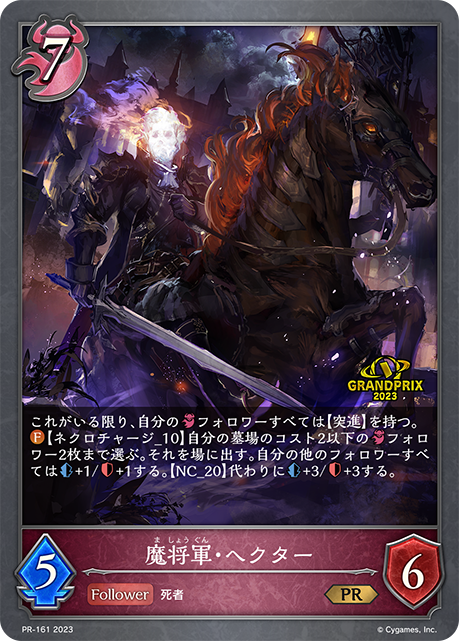 7
GRANDPRIX
2023
これがいる限り、自分のフォロワーすべては【突進】を持つ。
F【ネクロチャージ_10】自分の墓場のコスト2以下のフォロ
ワー2枚まで選ぶ。それを場に出す。自分の他のフォロワーすべ
ては+1/+1する。【NC_20】代わりに+3/+3する。
ましょうぐん
魔将軍・ヘクター
5
Follower 死者
PR
6
PR-161 2023
© Cygames, Inc.